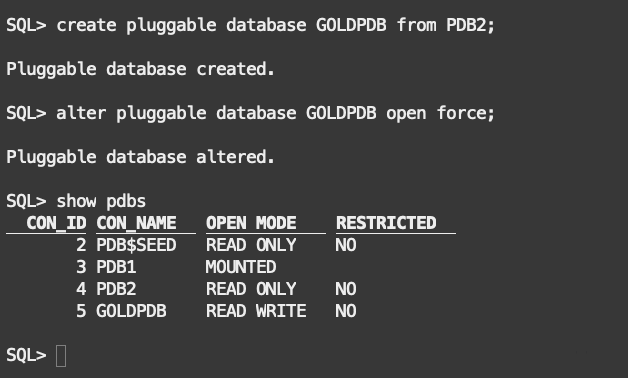 SQL> create pluggable database GOLDPDB from PDB2;
Pluggable database created.
SQL> alter pluggable database GOLDPDB open force;
Pluggable database altered.
SQL> show pdbs
CON_ID CON_NAME OPEN MODE RESTRICTED
2 PDB$SEED READ ONLY NO
3 PDB1 MOUNTED
4 PDB2 READ ONLY NO
5 GOLDPDB READ WRITE NO
SQL>